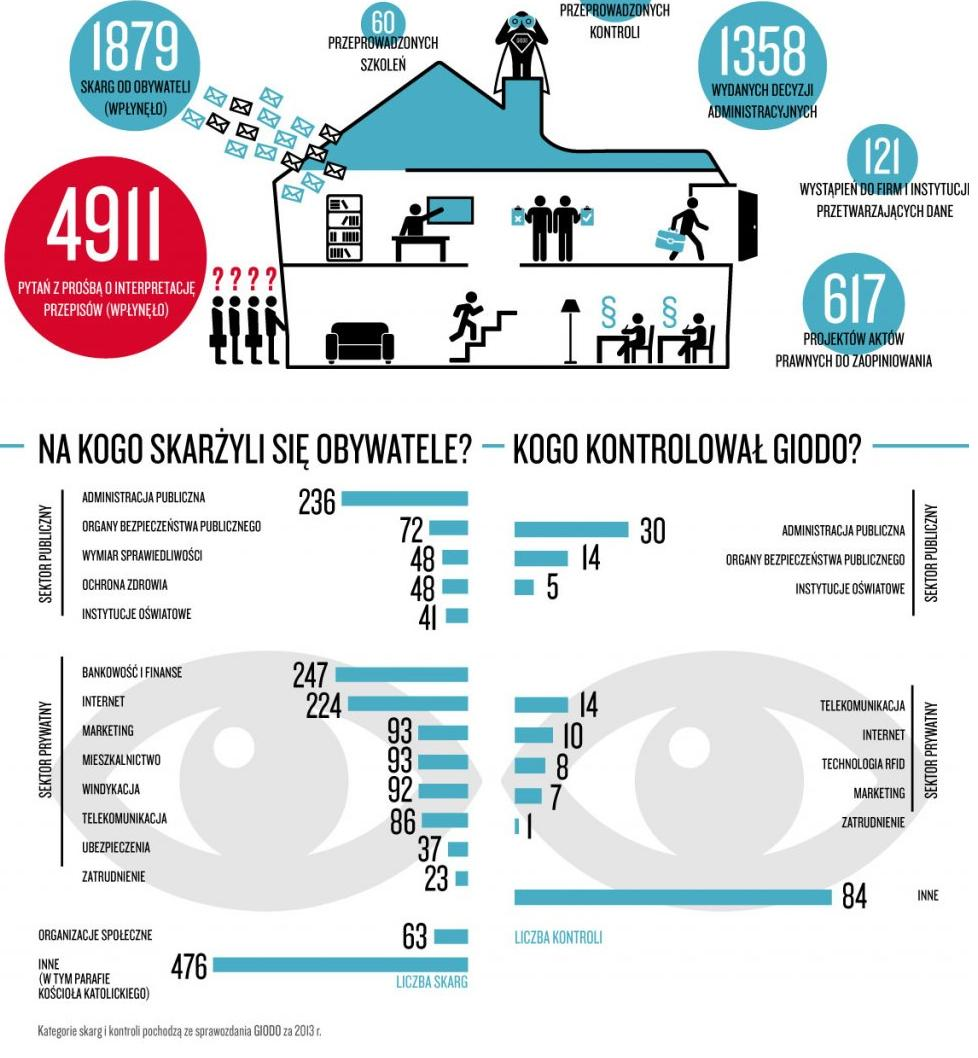 1879
SKARG OD OBYWATELI
(WPŁYNĘŁO)
60
PRZEPROWADZONYCH
SZKOLEŃ
PRZEPROWADZONYCH
KONTROLI
GIODO
1358
WYDANYCH DECYZJI
ADMINISTRACYJNYCH
121
WYSTĄPIEŃ DO FIRM I INSTYTUCJI
PRZETWARZAJĄCYCH DANE
4911
PYTAŃ Z PROŚBĄ O INTERPRETACJĘ
PRZEPISÓW (WPŁYNĘŁO)
? ? ? ?
§ §
617
PROJEKTÓW AKTÓW
PRAWNYCH DO ZAOPINIOWANIA
NA KOGO SKARŻYLI SIĘ OBYWATELE?
SEKTOR PUBLICZNY
ADMINISTRACJA PUBLICZNA 236
ORGANY BEZPIECZEŃSTWA PUBLICZNEGO 72
WYMIAR SPRAWIEDLIWOŚCI 48
OCHRONA ZDROWIA 48
INSTYTUCJE OŚWIATOWE 41
SEKTOR PRYWATNY
BANKOWOŚĆ I FINANSE 247
INTERNET 224
MARKETING 93
MIESZKALNICTWO 93
WINDYKACJA 92
TELEKOMUNIKACJA 86
UBEZPIECZENIA 37
ZATRUDNIENIE 23
ORGANIZACJE SPOŁECZNE 63
INNE 476
(W TYM PARAFIE
KOŚCIOŁA KATOLICKIEGO)
LICZBA SKARG
KOGO KONTROLOWAŁ GIODO?
30 ADMINISTRACJA PUBLICZNA
14 ORGANY BEZPIECZEŃSTWA PUBLICZNEGO
5 INSTYTUCJE OŚWIATOWE
SEKTOR PUBLICZNY
14 TELEKOMUNIKACJA
10 INTERNET
8 TECHNOLOGIA RFID
7 MARKETING
1 ZATRUDNIENIE
SEKTOR PRYWATNY
84 INNE
LICZBA KONTROLI
Kategorie skarg i kontroli pochodzą ze sprawozdania GIODO za 2013 r.